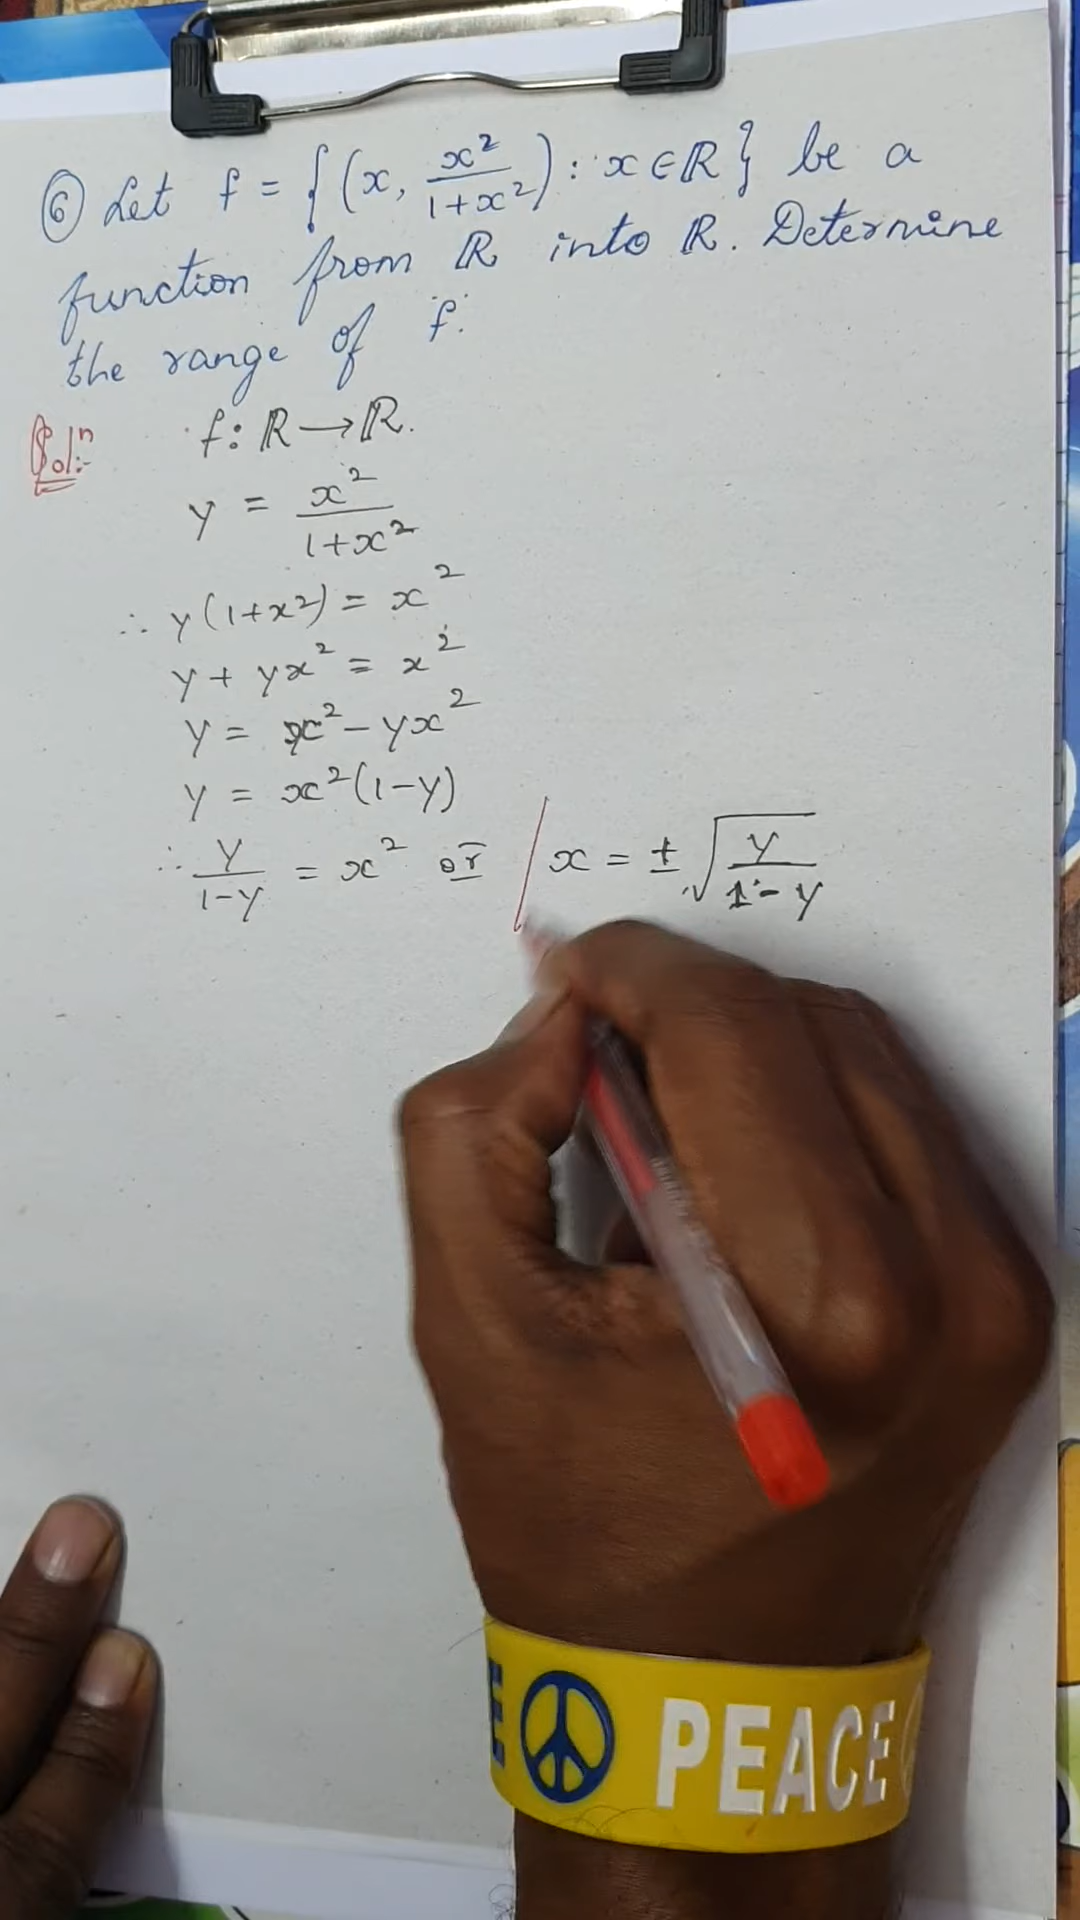 ⑥ Let f = {(x, x²/1+x²) : x ∈ ℝ} be a
function from ℝ into ℝ. Determine
the range of f.
Solⁿ:- f: ℝ → ℝ.
y = x²/1+x²
∴ y(1+x²) = x²
y + yx² = x²
y = x² - yx²
y = x²(1-y)
∴ y/1-y = x² or x = ± √(y/1-y)
E ☮ PEACE